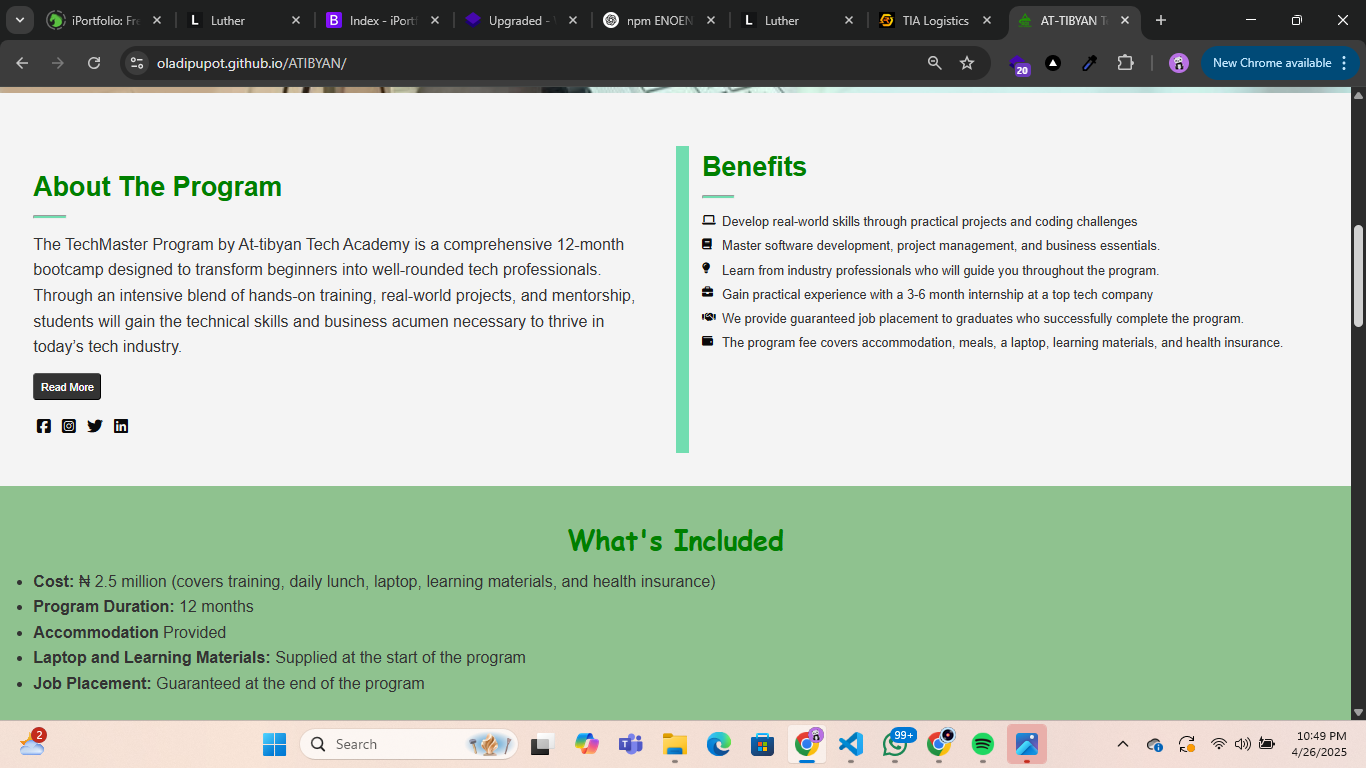 iPortfolio: Fre
Luther
Index - iPortf
Upgraded -
npm ENOEN
Luther
TIA Logistics
AT-TIBYAN T
oladipupot.github.io/ATIBYAN/
20
New Chrome available
About The Program
The TechMaster Program by At-tibyan Tech Academy is a comprehensive 12-month
bootcamp designed to transform beginners into well-rounded tech professionals.
Through an intensive blend of hands-on training, real-world projects, and mentorship,
students will gain the technical skills and business acumen necessary to thrive in
today’s tech industry.
Read More
Benefits
Develop real-world skills through practical projects and coding challenges
Master software development, project management, and business essentials.
Learn from industry professionals who will guide you throughout the program.
Gain practical experience with a 3-6 month internship at a top tech company
We provide guaranteed job placement to graduates who successfully complete the program.
The program fee covers accommodation, meals, a laptop, learning materials, and health insurance.
What's Included
Cost: ₦ 2.5 million (covers training, daily lunch, laptop, learning materials, and health insurance)
Program Duration: 12 months
Accommodation Provided
Laptop and Learning Materials: Supplied at the start of the program
Job Placement: Guaranteed at the end of the program
2
Search
99+
10:49 PM
4/26/2025